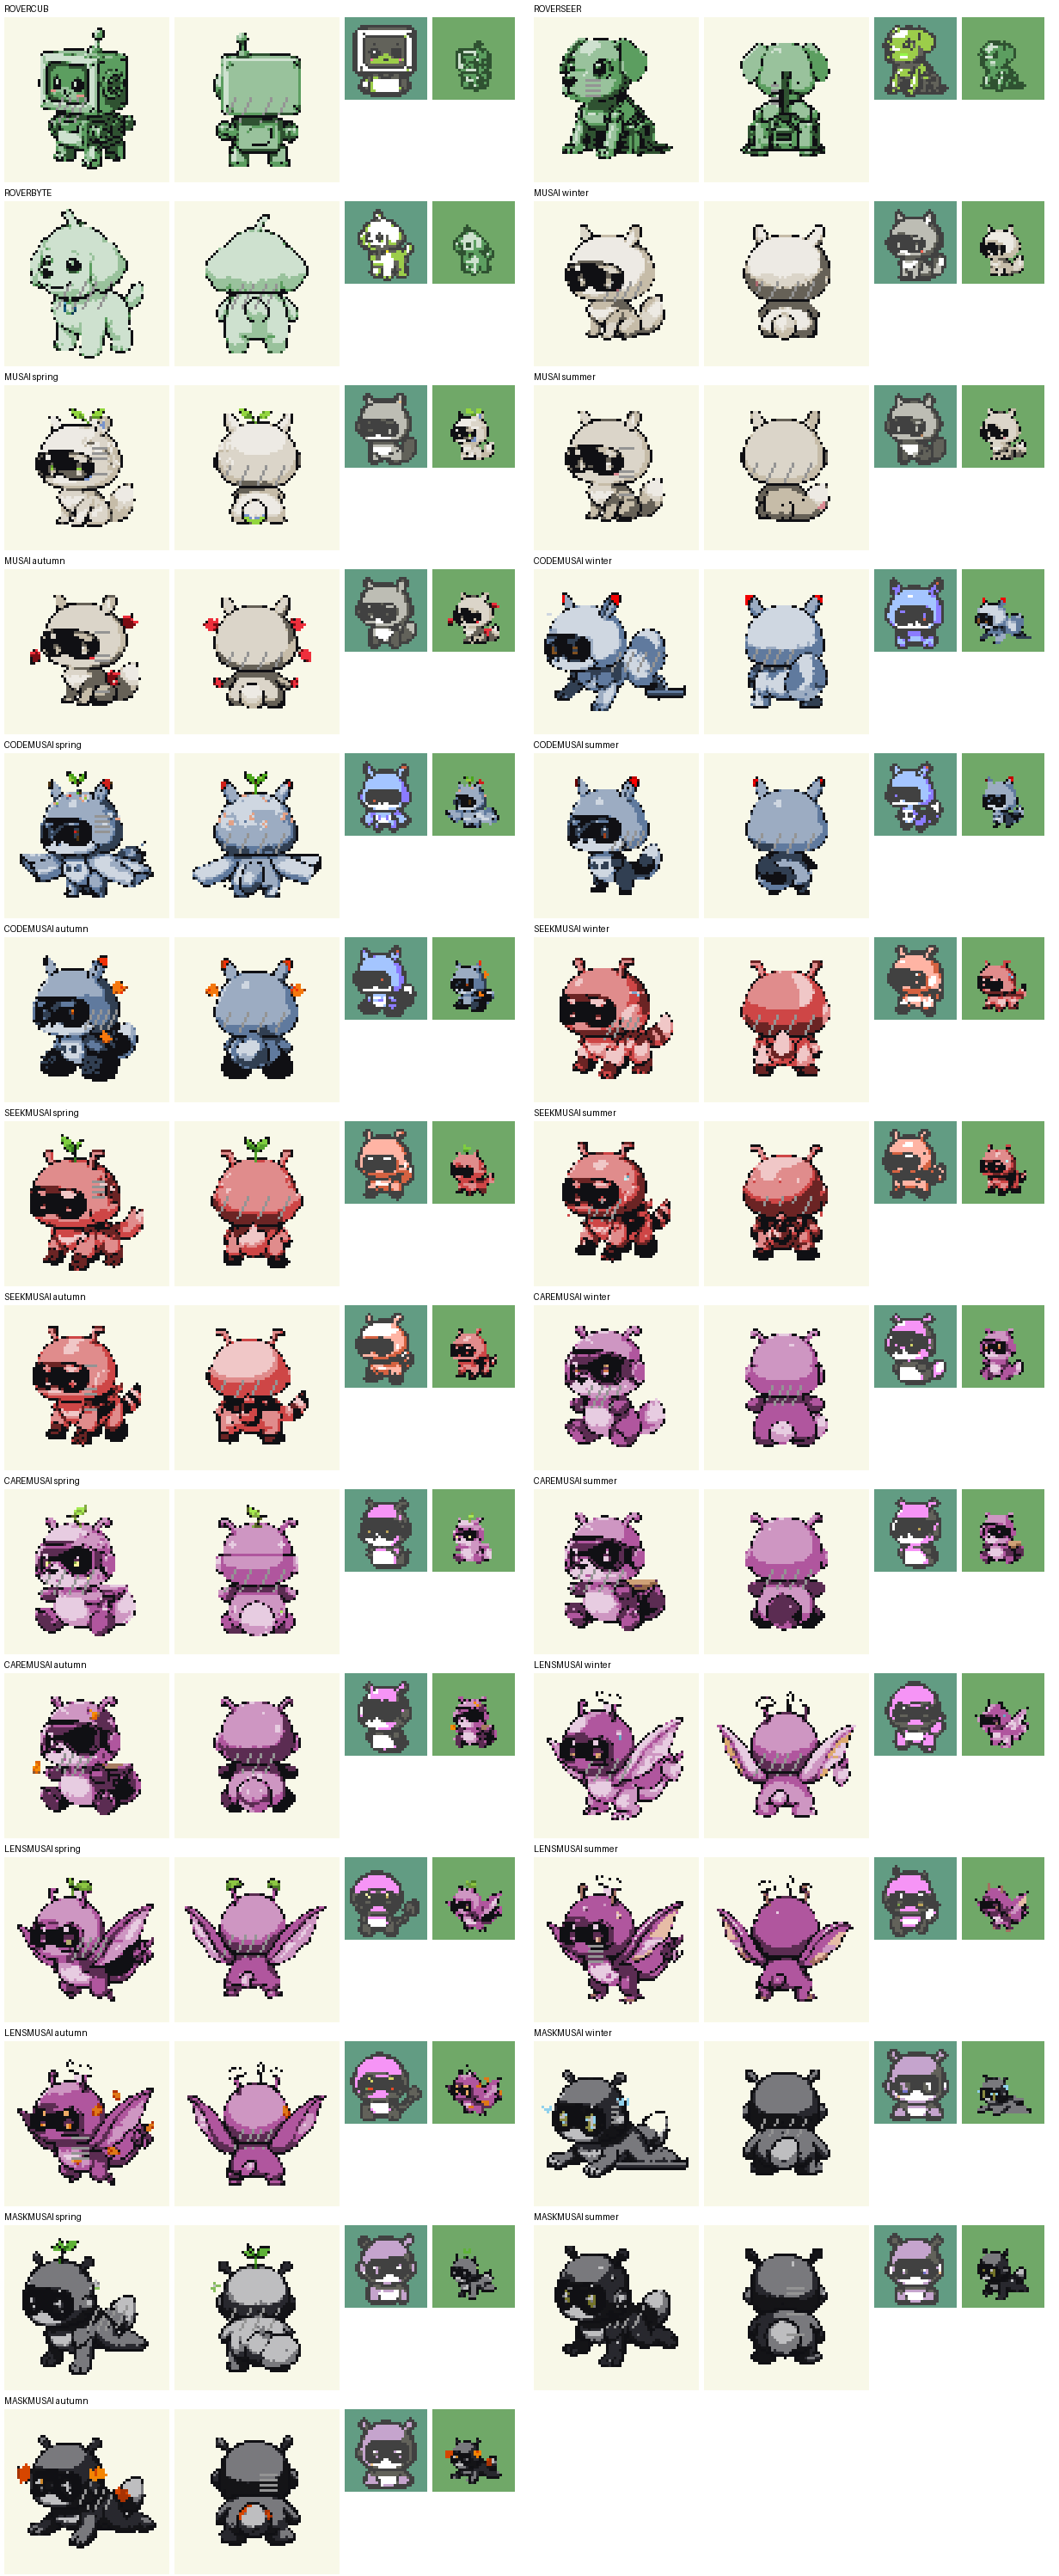 ROVERCUB
ROVERSEER
ROVERBYTE
MUSAI winter
MUSAI spring
MUSAI summer
MUSAI autumn
CODEMUSAI winter
CODEMUSAI spring
CODEMUSAI summer
CODEMUSAI autumn
SEEKMUSAI winter
SEEKMUSAI spring
SEEKMUSAI summer
SEEKMUSAI autumn
CAREMUSAI winter
CAREMUSAI spring
CAREMUSAI summer
CAREMUSAI autumn
LENSMUSAI winter
LENSMUSAI spring
LENSMUSAI summer
LENSMUSAI autumn
MASKMUSAI winter
MASKMUSAI spring
MASKMUSAI summer
MASKMUSAI autumn